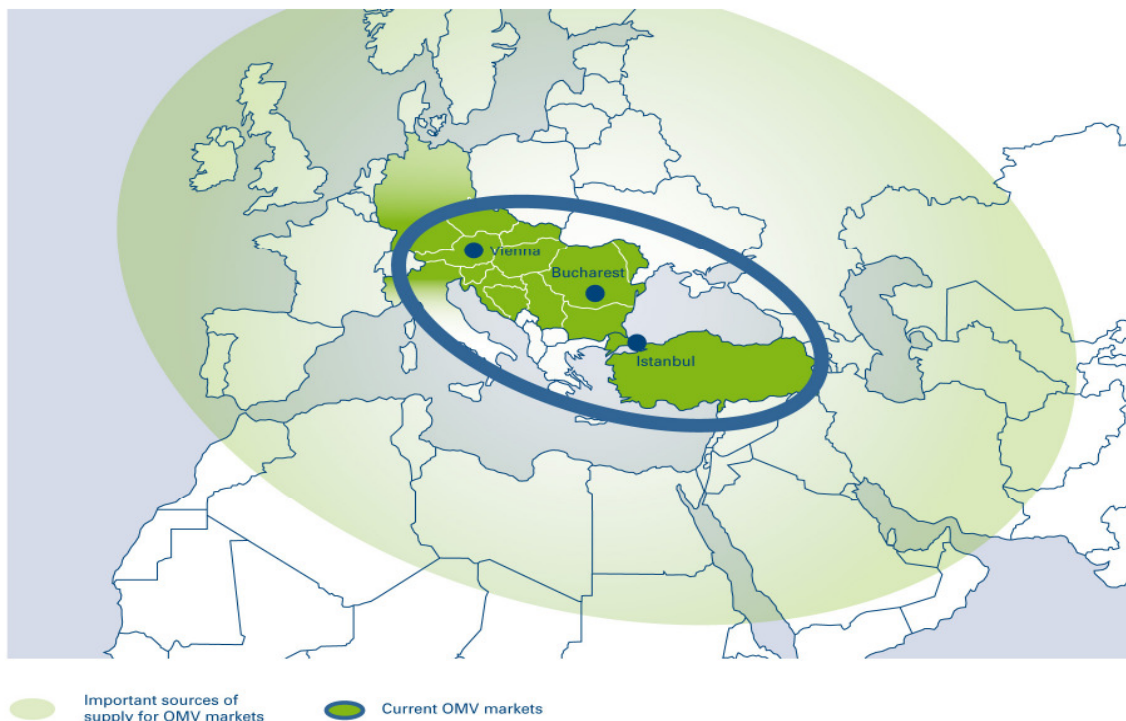 Vienna
Bucharest
Istanbul
Important sources of
supply for OMV markets
Current OMV markets